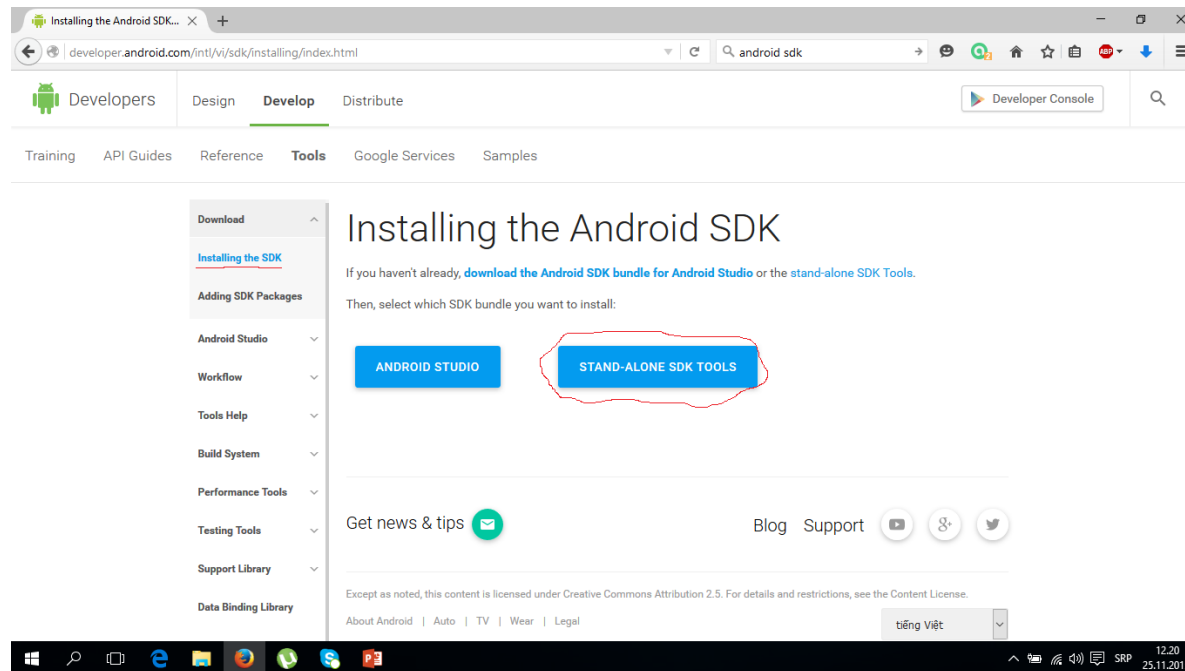 Installing the Android SDK...
developer.android.com/intl/vi/sdk/installing/index.html
android sdk
2
ABP
Developers
Design
Develop
Distribute
Developer Console
Training
API Guides
Reference
Tools
Google Services
Samples
Download
Installing the SDK
Adding SDK Packages
Android Studio
Workflow
Tools Help
Build System
Performance Tools
Testing Tools
Support Library
Data Binding Library
Installing the Android SDK
If you haven't already, download the Android SDK bundle for Android Studio or the stand-alone SDK Tools.
Then, select which SDK bundle you want to install:
ANDROID STUDIO
STAND-ALONE SDK TOOLS
Get news & tips
Blog
Support
Except as noted, this content is licensed under Creative Commons Attribution 2.5. For details and restrictions, see the Content License.
About Android | Auto | TV | Wear | Legal
tiếng Việt
SRP
12.20
25.11.201